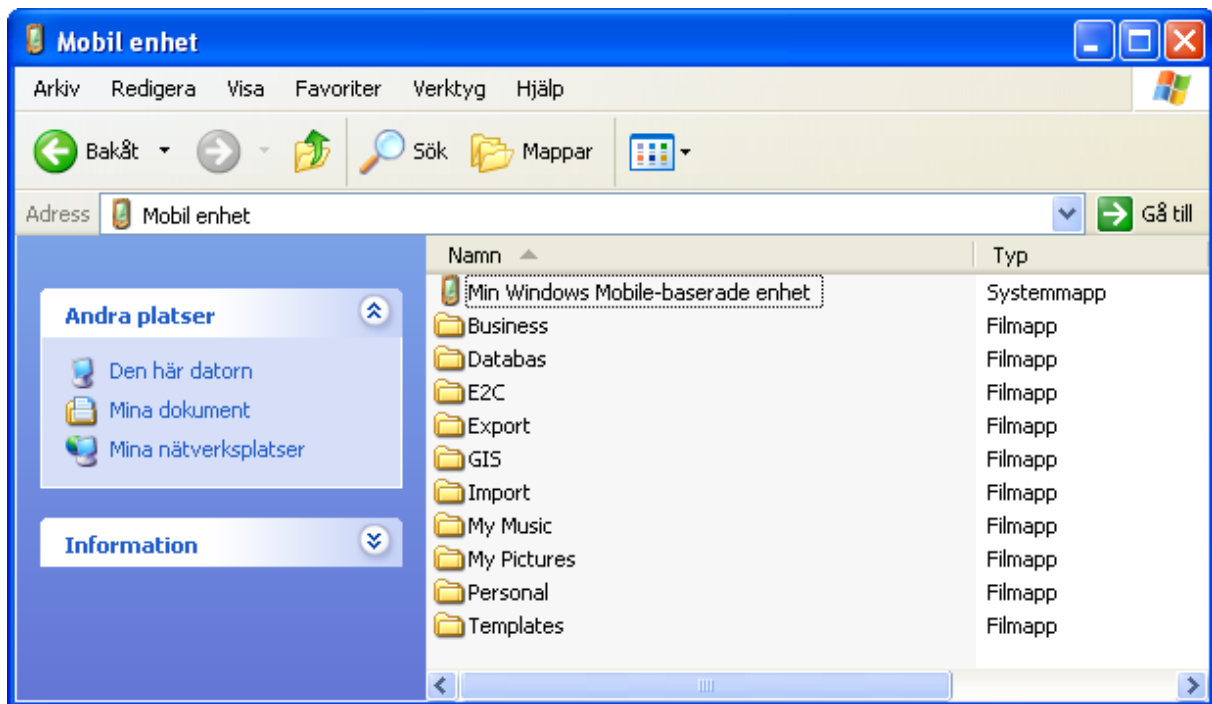 Mobil enhet
Arkiv Redigera Visa Favoriter Verktyg Hjälp
Bakåt Sök Mappar
Adress Mobil enhet Gå till
Andra platser
Den här datorn
Mina dokument
Mina nätverksplatser
Information
Namn Typ
Min Windows Mobile-baserade enhet Systemmapp
Business Filmapp
Databas Filmapp
E2C Filmapp
Export Filmapp
GIS Filmapp
Import Filmapp
My Music Filmapp
My Pictures Filmapp
Personal Filmapp
Templates Filmapp